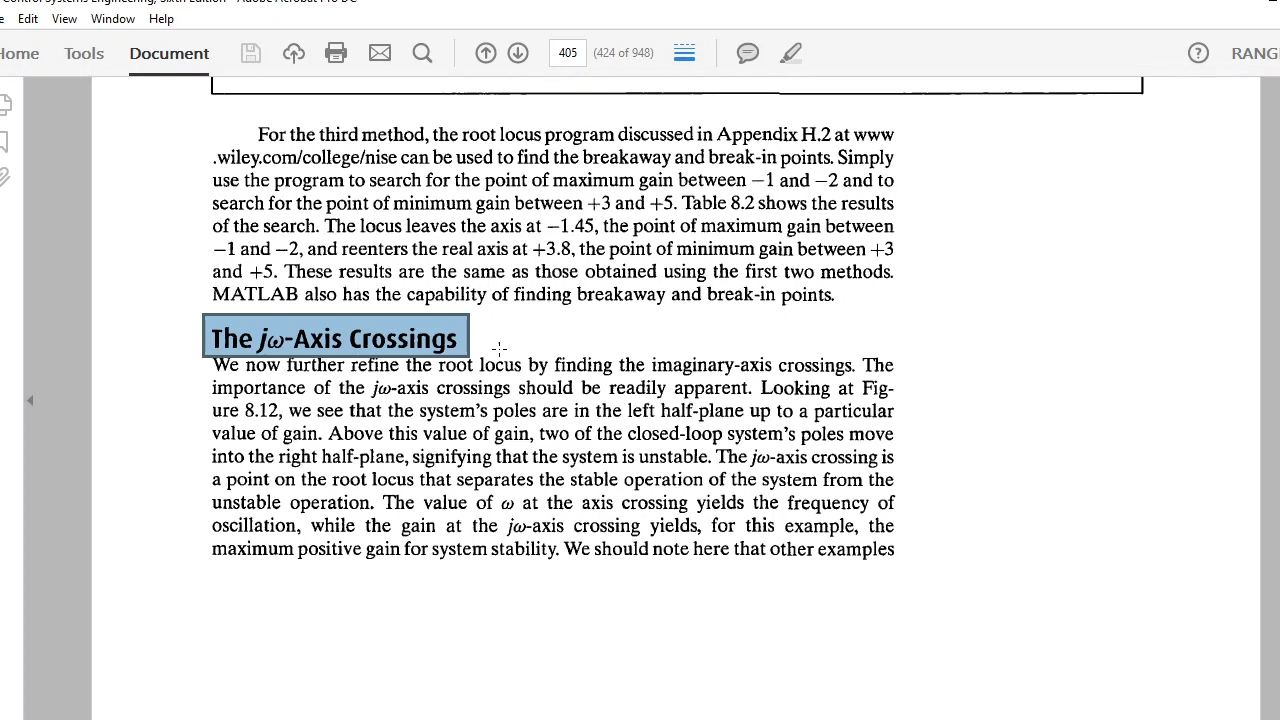 Control Systems Engineering, Sixth Edition - Adobe Acrobat Pro DC
Edit View Window Help
Home Tools Document 405 (424 of 948) RANG
For the third method, the root locus program discussed in Appendix H.2 at www
.wiley.com/college/nise can be used to find the breakaway and break-in points. Simply
use the program to search for the point of maximum gain between −1 and −2 and to
search for the point of minimum gain between +3 and +5. Table 8.2 shows the results
of the search. The locus leaves the axis at −1.45, the point of maximum gain between
−1 and −2, and reenters the real axis at +3.8, the point of minimum gain between +3
and +5. These results are the same as those obtained using the first two methods.
MATLAB also has the capability of finding breakaway and break-in points.
The jω-Axis Crossings
We now further refine the root locus by finding the imaginary-axis crossings. The
importance of the jω-axis crossings should be readily apparent. Looking at Fig-
ure 8.12, we see that the system's poles are in the left half-plane up to a particular
value of gain. Above this value of gain, two of the closed-loop system's poles move
into the right half-plane, signifying that the system is unstable. The jω-axis crossing is
a point on the root locus that separates the stable operation of the system from the
unstable operation. The value of ω at the axis crossing yields the frequency of
oscillation, while the gain at the jω-axis crossing yields, for this example, the
maximum positive gain for system stability. We should note here that other examples